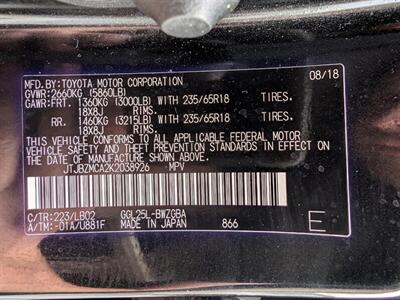 MFD. BY: TOYOTA MOTOR CORPORATION 08/18
GVWR: 2660KG (5860LB)
GAWR: FRT. 1360KG (3000LB) WITH 235/65R18 TIRES.
18X8J RIMS.
RR. 1460KG (3215LB) WITH 235/65R18 TIRES.
18X8J RIMS.
THIS VEHICLE CONFORMS TO ALL APPLICABLE FEDERAL MOTOR
VEHICLE SAFETY AND THEFT PREVENTION STANDARDS IN
EFFECT ON THE DATE OF MANUFACTURE SHOWN ABOVE.
JTJBZMCA2K2038926 MPV
C/TR: 223/LB02 GGL25L-BWZGBA
A/TM: -01A/U881F MADE IN JAPAN 866 E